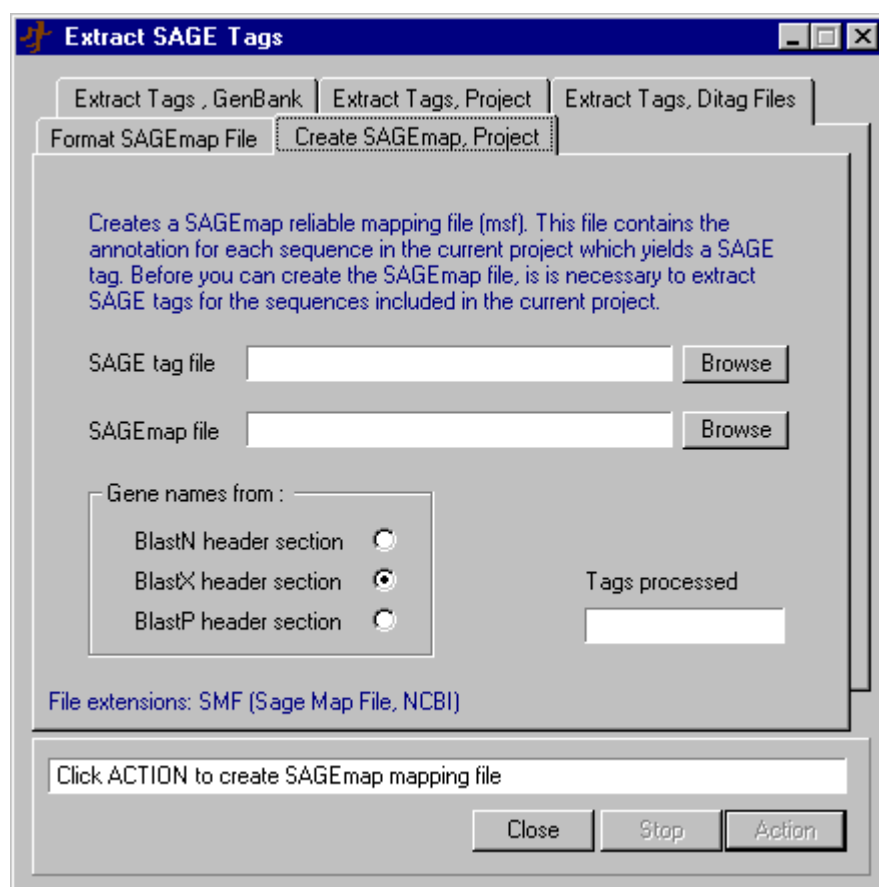 Extract SAGE Tags
Extract Tags , GenBank
Extract Tags, Project
Extract Tags, Ditag Files
Format SAGEmap File
Create SAGEmap, Project
Creates a SAGEmap reliable mapping file (msf). This file contains the
annotation for each sequence in the current project which yields a SAGE
tag. Before you can create the SAGEmap file, is is necessary to extract
SAGE tags for the sequences included in the current project.
SAGE tag file
Browse
SAGEmap file
Browse
Gene names from :
BlastN header section
BlastX header section
BlastP header section
Tags processed
File extensions: SMF (Sage Map File, NCBI)
Click ACTION to create SAGEmap mapping file
Close
Stop
Action